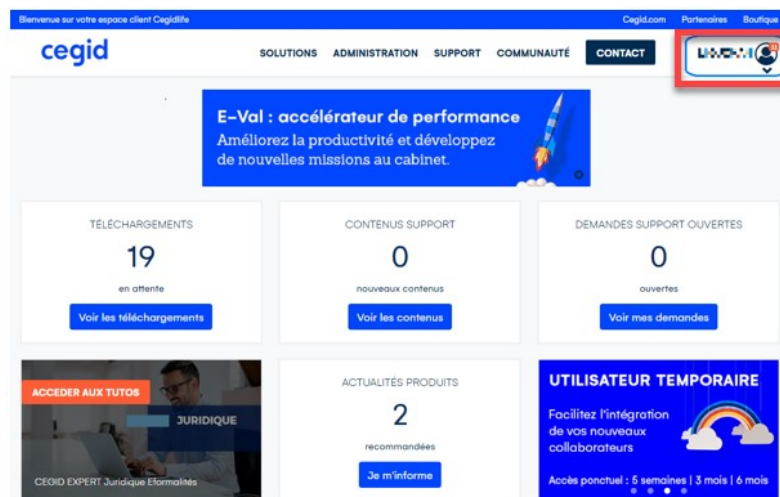 Bienvenue sur votre espace client Cegidlife
Cegid.com Partenaires Boutique
cegid
SOLUTIONS ADMINISTRATION SUPPORT COMMUNAUTÉ CONTACT
E-Val : accélérateur de performance
Améliorez la productivité et développez
de nouvelles missions au cabinet.
TÉLÉCHARGEMENTS
19
en attente
Voir les téléchargements
CONTENUS SUPPORT
0
nouveaux contenus
Voir les contenus
DEMANDES SUPPORT OUVERTES
0
ouvertes
Voir mes demandes
ACCEDER AUX TUTOS
JURIDIQUE
CEGID EXPERT Juridique Eformalités
ACTUALITÉS PRODUITS
2
recommandées
Je m'informe
UTILISATEUR TEMPORAIRE
Facilitez l'intégration
de vos nouveaux
collaborateurs
Accès ponctuel : 5 semaines | 3 mois | 6 mois